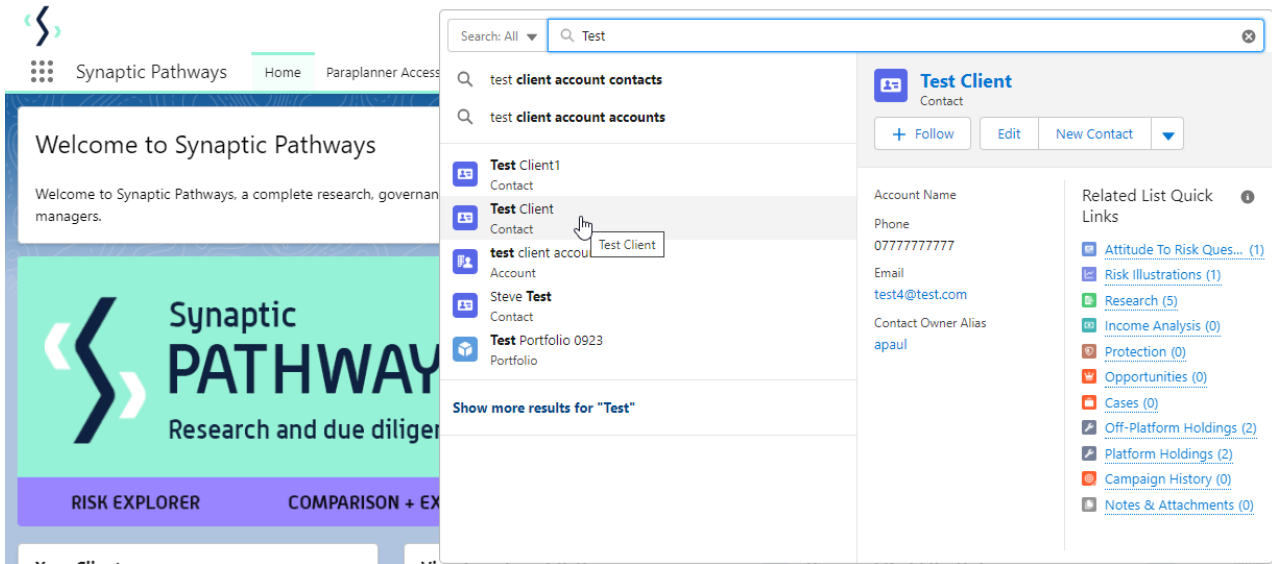 Synaptic Pathways
Home
Paraplanner Access
Welcome to Synaptic Pathways
Welcome to Synaptic Pathways, a complete research, governan
managers.
Synaptic
PATHWAY
Research and due diliger
RISK EXPLORER
COMPARISON + EX
Search: All
Test
test client account contacts
test client account accounts
Test Client1
Contact
Test Client
Contact
Test Client
test client accou
Account
Steve Test
Contact
Test Portfolio 0923
Portfolio
Show more results for "Test"
Test Client
Contact
+ Follow
Edit
New Contact
Account Name
Phone
07777777777
Email
test4@test.com
Contact Owner Alias
apaul
Related List Quick
Links
Attitude To Risk Ques... (1)
Risk Illustrations (1)
Research (5)
Income Analysis (0)
Protection (0)
Opportunities (0)
Cases (0)
Off-Platform Holdings (2)
Platform Holdings (2)
Campaign History (0)
Notes & Attachments (0)